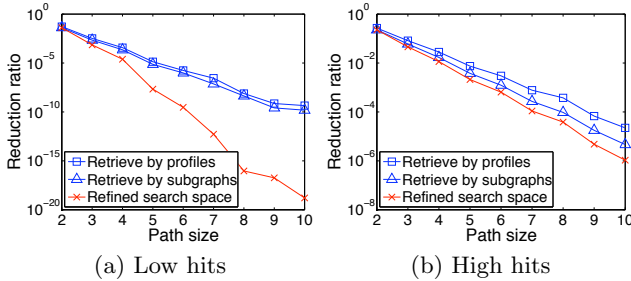 10^0
10^-5
10^-10
10^-15
10^-20
Reduction ratio
Retrieve by profiles
Retrieve by subgraphs
Refined search space
2 3 4 5 6 7 8 9 10
Path size
(a) Low hits
10^0
10^-2
10^-4
10^-6
10^-8
Reduction ratio
Retrieve by profiles
Retrieve by subgraphs
Refined search space
2 3 4 5 6 7 8 9 10
Path size
(b) High hits